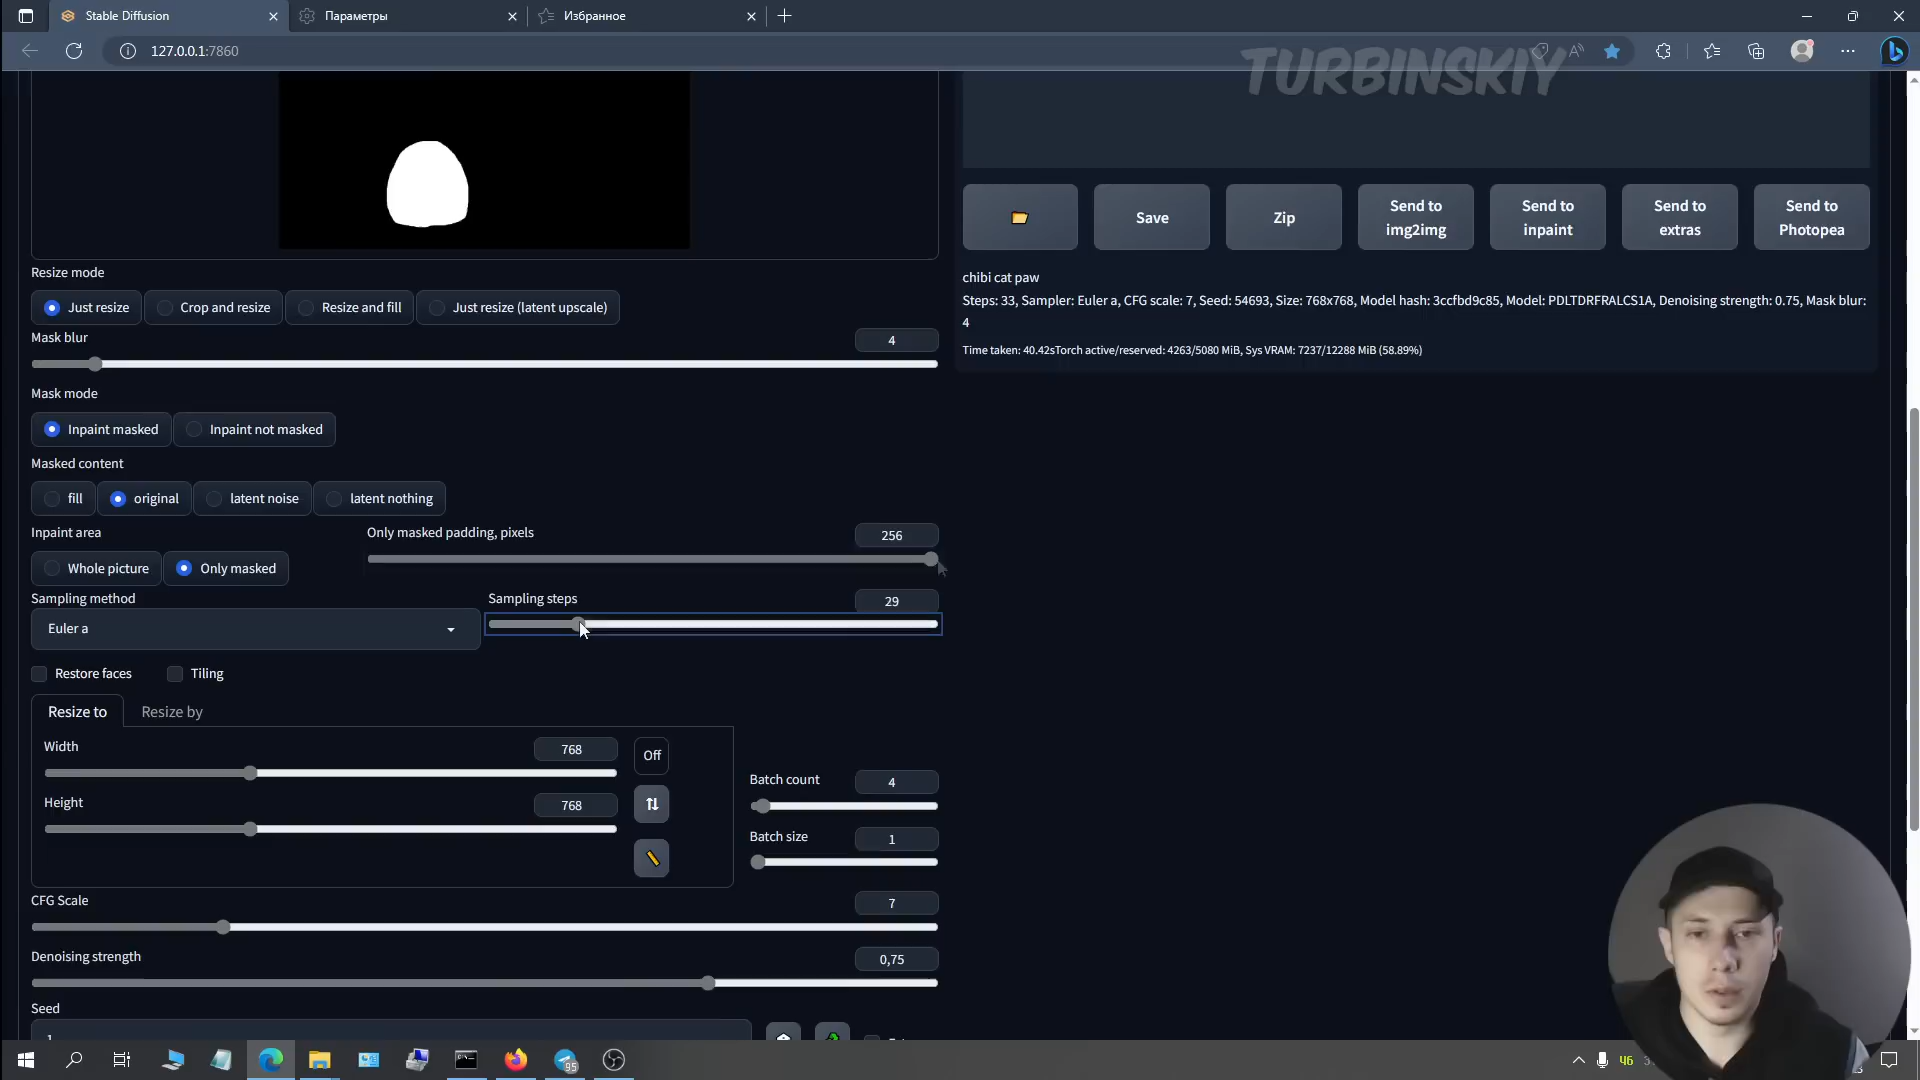 Stable Diffusion
Параметры
Избранное
127.0.0.1:7860
TURBINSKIY
Save
Zip
Send to
img2img
Send to
inpaint
Send to
extras
Send to
Photopea
chibi cat paw
Steps: 33, Sampler: Euler a, CFG scale: 7, Seed: 54693, Size: 768x768, Model hash: 3ccfbd9c85, Model: PDLTDRFRALCS1A, Denoising strength: 0.75, Mask blur:
4
Time taken: 40.42sTorch active/reserved: 4263/5080 MiB, Sys VRAM: 7237/12288 MiB (58.89%)
Resize mode
Just resize
Crop and resize
Resize and fill
Just resize (latent upscale)
Mask blur
4
Mask mode
Inpaint masked
Inpaint not masked
Masked content
fill
original
latent noise
latent nothing
Inpaint area
Only masked padding, pixels
256
Whole picture
Only masked
Sampling method
Sampling steps
29
Euler a
Restore faces
Tiling
Resize to
Resize by
Width
768
Off
Height
768
Batch count
4
Batch size
1
CFG Scale
7
Denoising strength
0,75
Seed
95
Ч6